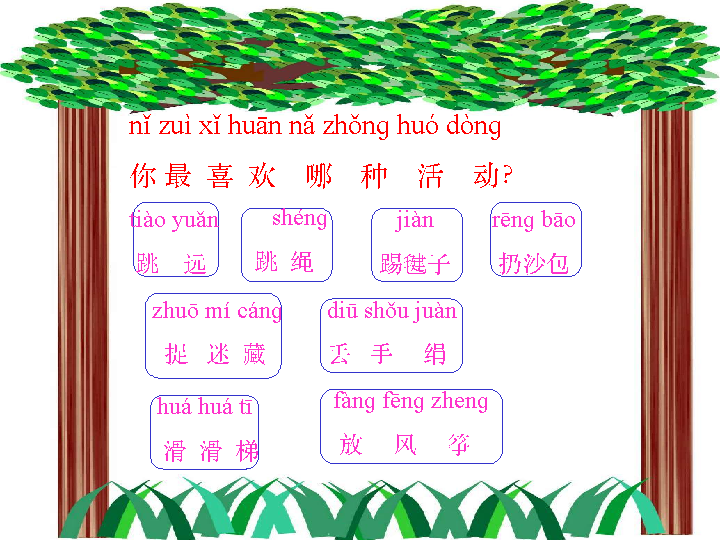 nǐ zuì xǐ huān nǎ zhǒng huó dòng
你最喜欢哪种活动?
tiào yuǎn shéng jiàn rēng bāo
跳远 跳绳 踢毽子 扔沙包
zhuō mí cáng diū shǒu juàn
捉迷藏 丢手绢
huá huá tī fàng fēng zheng
滑滑梯 放风筝